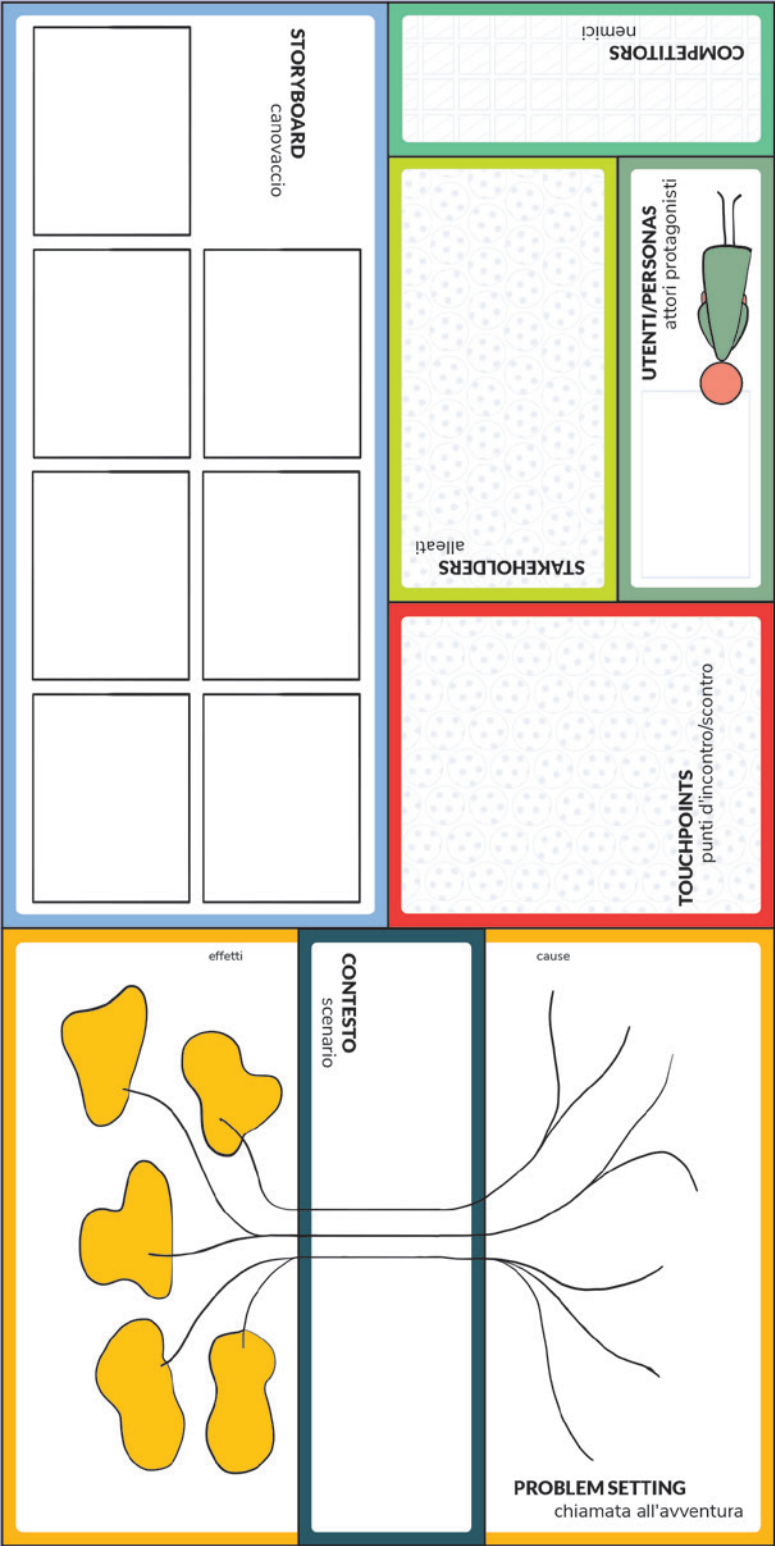 STORYBOARD
canovaccio
COMPETITORS
nemici
UTENTI/PERSONAS
attori protagonisti
STAKEHOLDERS
alleati
TOUCHPOINTS
punti d'incontro/scontro
effetti
CONTESTO
scenario
cause
PROBLEM SETTING
chiamata all'avventura